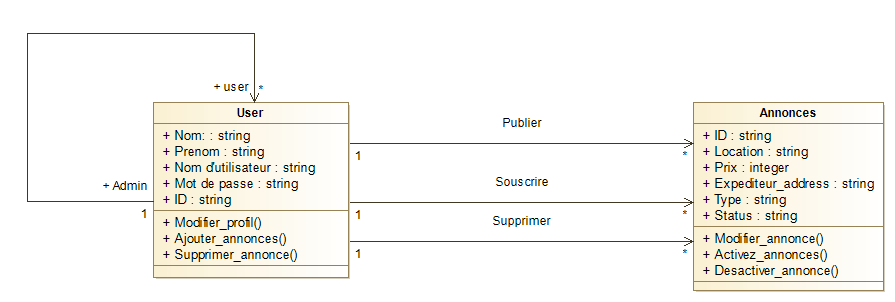 + user
*
User
+ Nom: : string
+ Prenom : string
+ Nom d'utilisateur : string
+ Mot de passe : string
+ ID : string
+ Modifier_profil()
+ Ajouter_annonces()
+ Supprimer_annonce()
+ Admin
1
Publier
1
*
Souscrire
1
*
Supprimer
1
*
Annonces
+ ID : string
+ Location : string
+ Prix : integer
+ Expediteur_address : string
+ Type : string
+ Status : string
+ Modifier_annonce()
+ Activez_annonces()
+ Desactiver_annonce()